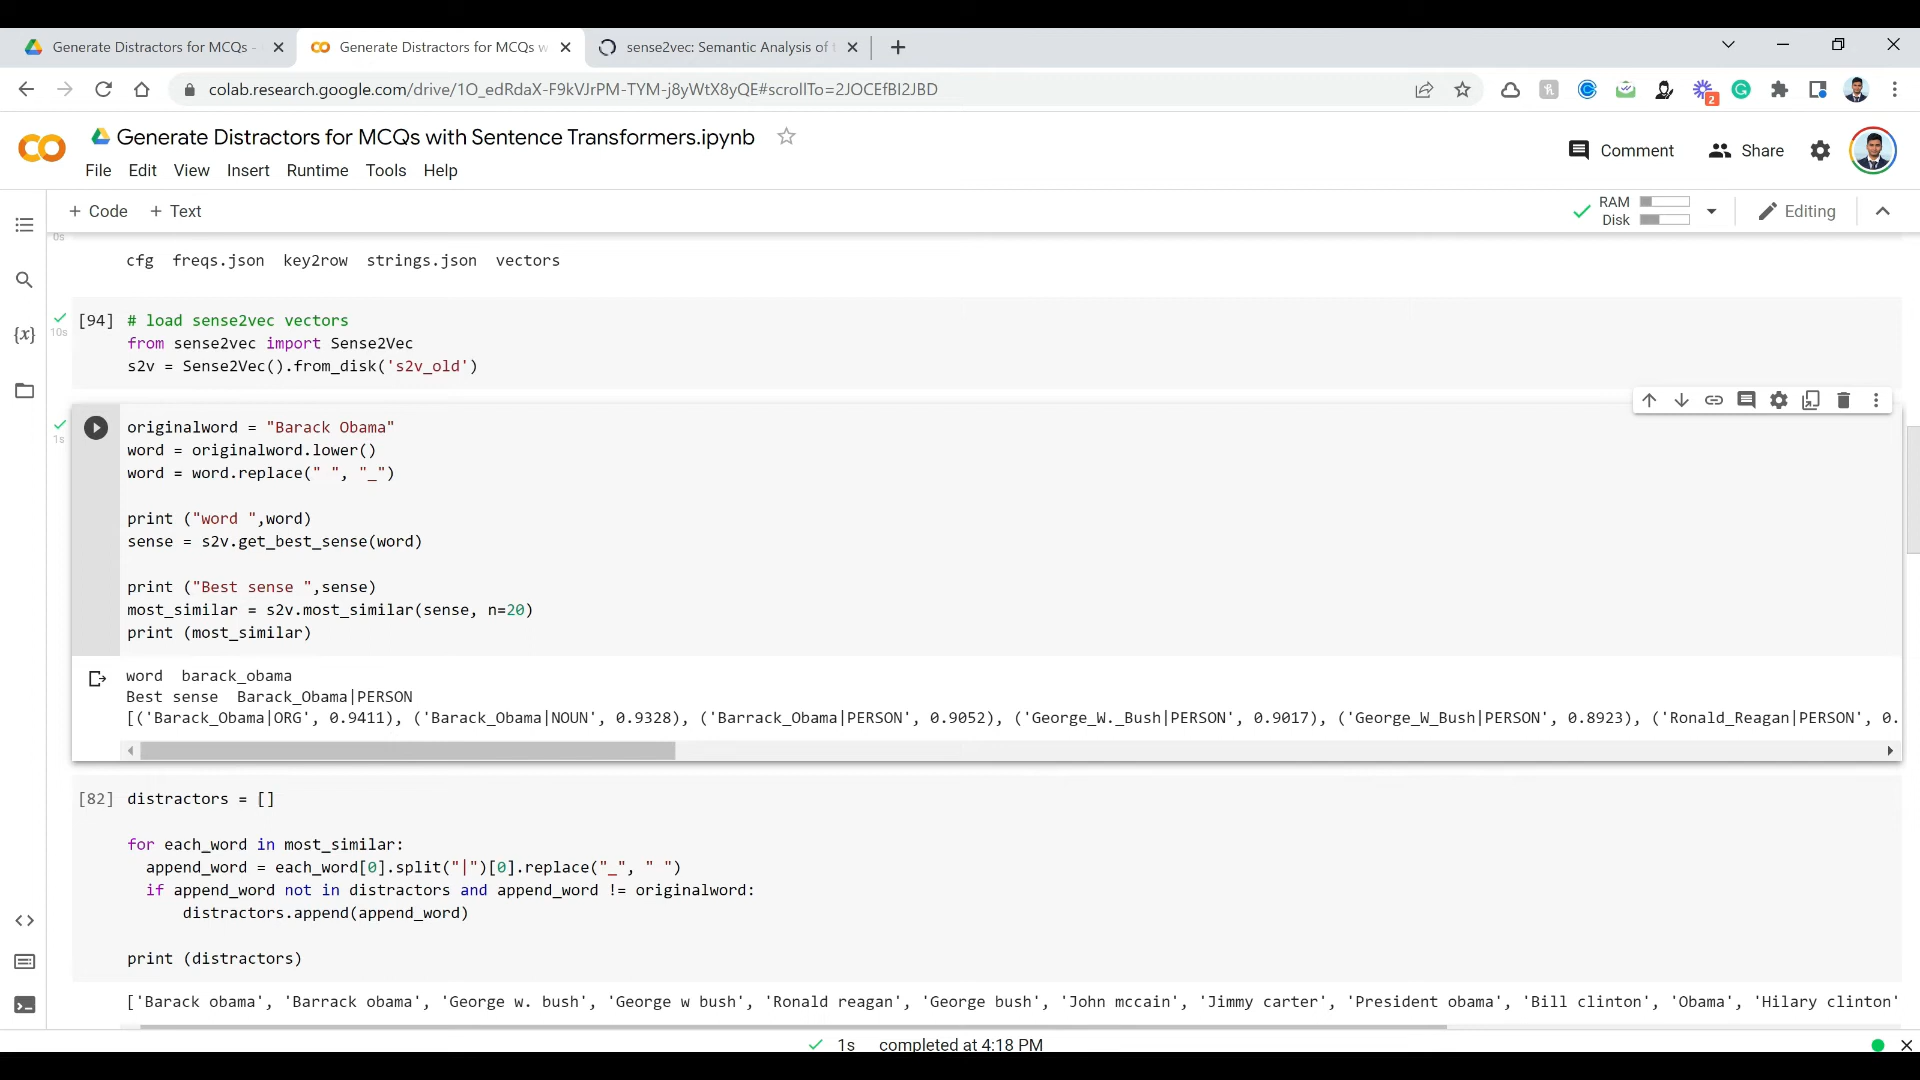 Generate Distractors for MCQs -
Generate Distractors for MCQs w
sense2vec: Semantic Analysis of
colab.research.google.com/drive/1O_edRdaX-F9kVJrPM-TYM-j8yWtX8yQE#scrollTo=2JOCEfBI2JBD
2
Generate Distractors for MCQs with Sentence Transformers.ipynb
Comment
Share
File Edit View Insert Runtime Tools Help
+ Code + Text
RAM
Disk
Editing
0s
cfg freqs.json key2row strings.json vectors
[94] # load sense2vec vectors
10s
from sense2vec import Sense2Vec
s2v = Sense2Vec().from_disk('s2v_old')
{x}
1s
originalword = "Barack Obama"
word = originalword.lower()
word = word.replace(" ", "_")
print ("word ",word)
sense = s2v.get_best_sense(word)
print ("Best sense ",sense)
most_similar = s2v.most_similar(sense, n=20)
print (most_similar)
word barack_obama
Best sense Barack_Obama|PERSON
[('Barack_Obama|ORG', 0.9411), ('Barack_Obama|NOUN', 0.9328), ('Barrack_Obama|PERSON', 0.9052), ('George_W._Bush|PERSON', 0.9017), ('George_W_Bush|PERSON', 0.8923), ('Ronald_Reagan|PERSON', 0.
[82] distractors = []
for each_word in most_similar:
append_word = each_word[0].split("|")[0].replace("_", " ")
if append_word not in distractors and append_word != originalword:
distractors.append(append_word)
print (distractors)
['Barack obama', 'Barrack obama', 'George w. bush', 'George w bush', 'Ronald reagan', 'George bush', 'John mccain', 'Jimmy carter', 'President obama', 'Bill clinton', 'Obama', 'Hilary clinton'
1s completed at 4:18 PM